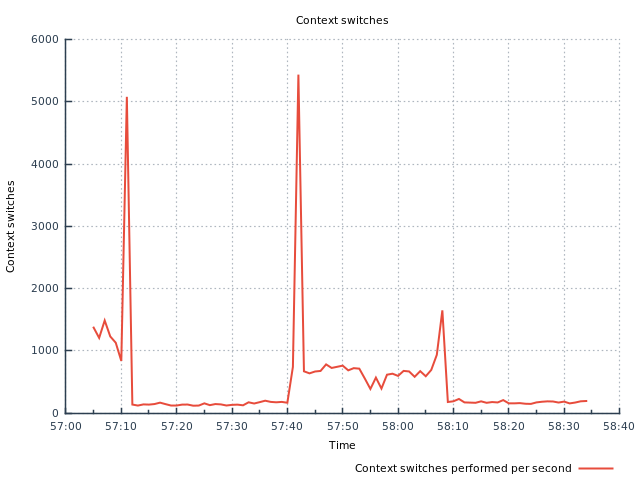 Context switches
6000
5000
4000
3000
2000
1000
0
Context switches
57:00 57:10 57:20 57:30 57:40 57:50 58:00 58:10 58:20 58:30 58:40
Time
Context switches performed per second